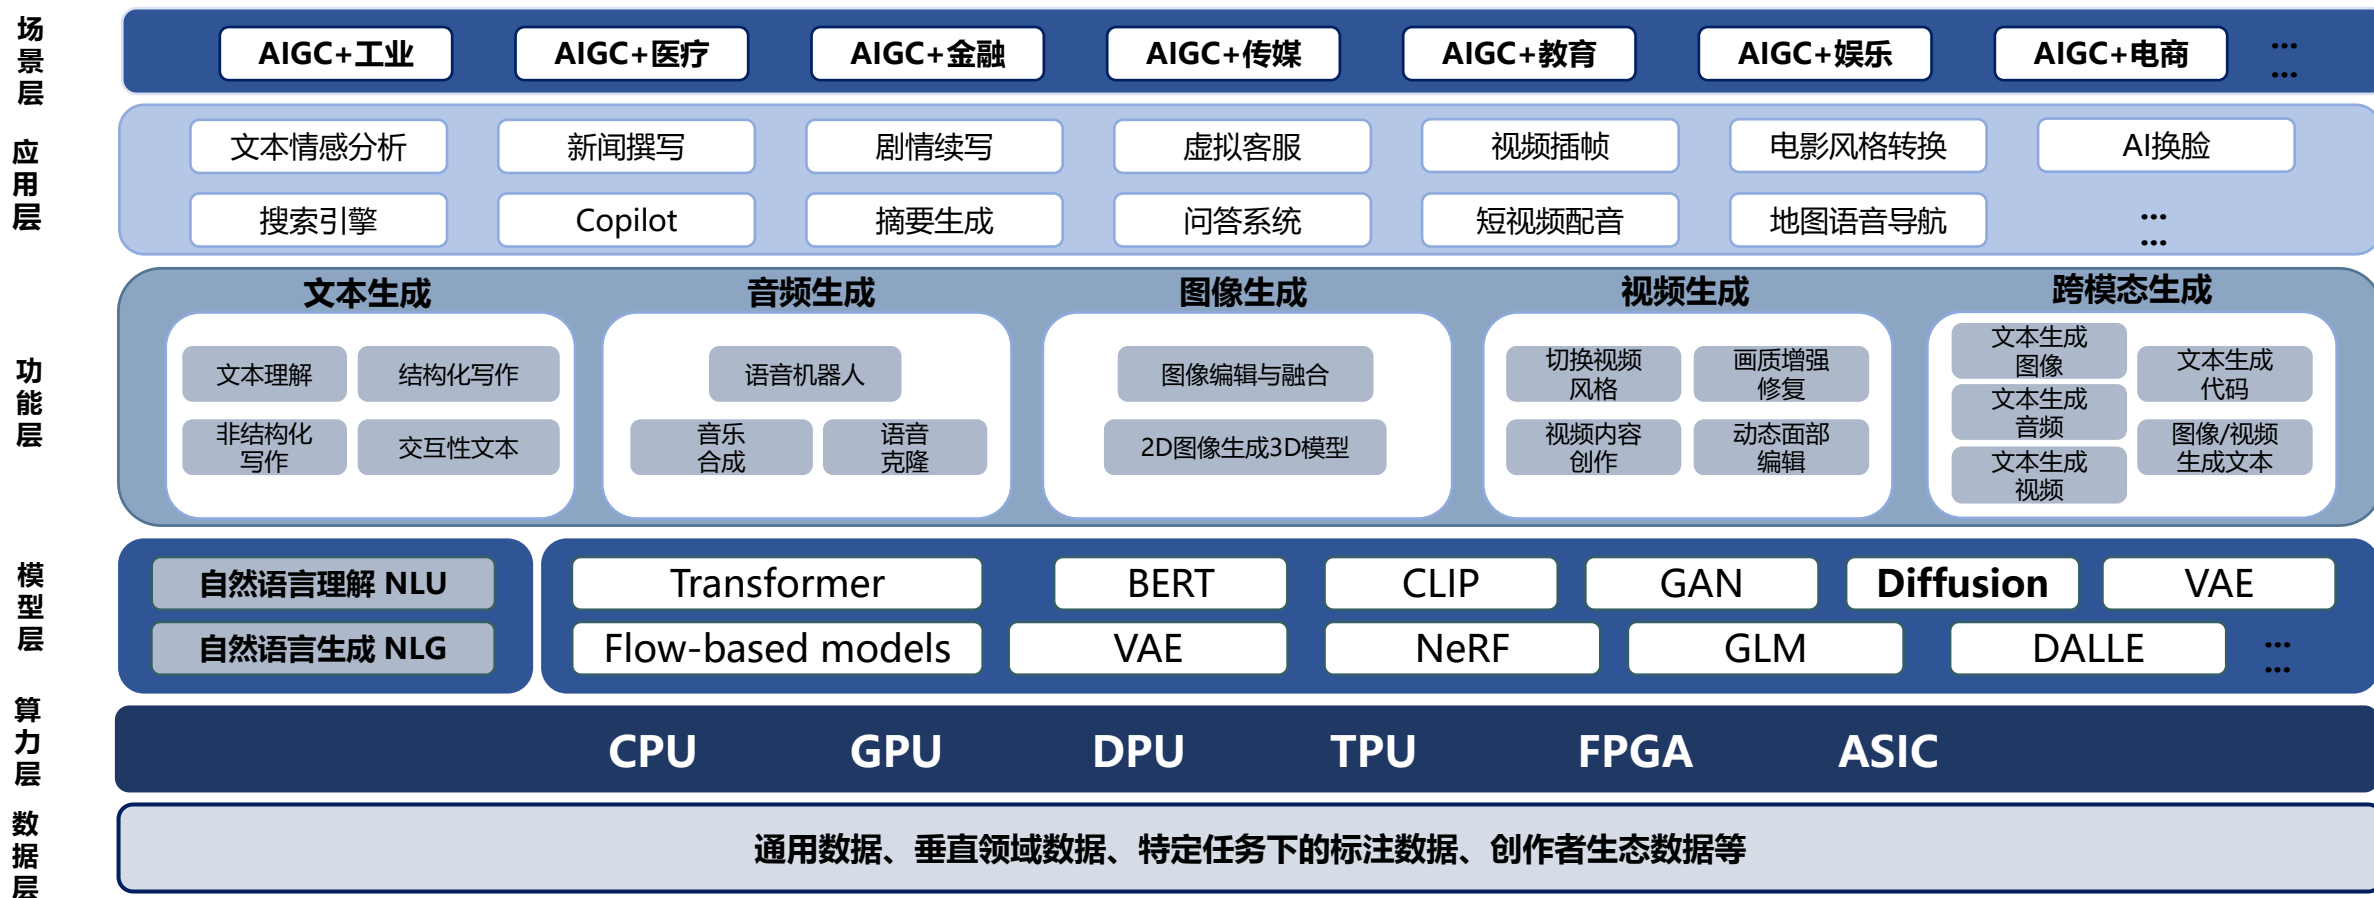 场景层
AIGC+工业 AIGC+医疗 AIGC+金融 AIGC+传媒 AIGC+教育 AIGC+娱乐 AIGC+电商 ...
...
应用层
文本情感分析 新闻撰写 剧情续写 虚拟客服 视频插帧 电影风格转换 AI换脸
搜索引擎 Copilot 摘要生成 问答系统 短视频配音 地图语音导航 ...
...
功能层
文本生成
文本理解 结构化写作
非结构化
写作
交互性文本
音频生成
语音机器人
音乐
合成
语音
克隆
图像生成
图像编辑与融合
2D图像生成3D模型
视频生成
切换视频
风格
画质增强
修复
视频内容
创作
动态面部
编辑
跨模态生成
文本生成
图像
文本生成
音频
文本生成
视频
文本生成
代码
图像/视频
生成文本
模型层
自然语言理解 NLU
自然语言生成 NLG
Transformer BERT CLIP GAN Diffusion VAE
Flow-based models VAE NeRF GLM DALLE ...
...
算力层
CPU GPU DPU TPU FPGA ASIC
数据层
通用数据、垂直领域数据、特定任务下的标注数据、创作者生态数据等